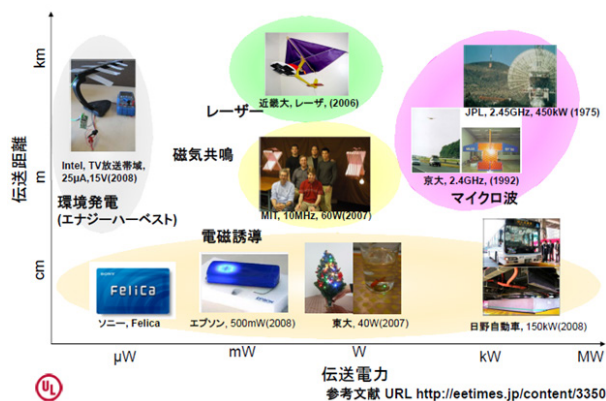 伝送距離
km
m
cm
Intel, TV放送帯域,
25μA,15V(2008)
環境発電
(エナジーハーベスト)
レーザー
近畿大, レーザ, (2006)
磁気共鳴
MIT, 10MHz, 60W(2007)
JPL, 2.45GHz, 450kW (1975)
京大, 2.4GHz, (1992)
マイクロ波
電磁誘導
SONY
FeliCa
ソニー, Felica
エプソン, 500mW(2008)
東大, 40W(2007)
日野自動車, 150kW(2008)
μW
mW
W
kW
MW
伝送電力
UL
参考文献 URL http://eetimes.jp/content/3350